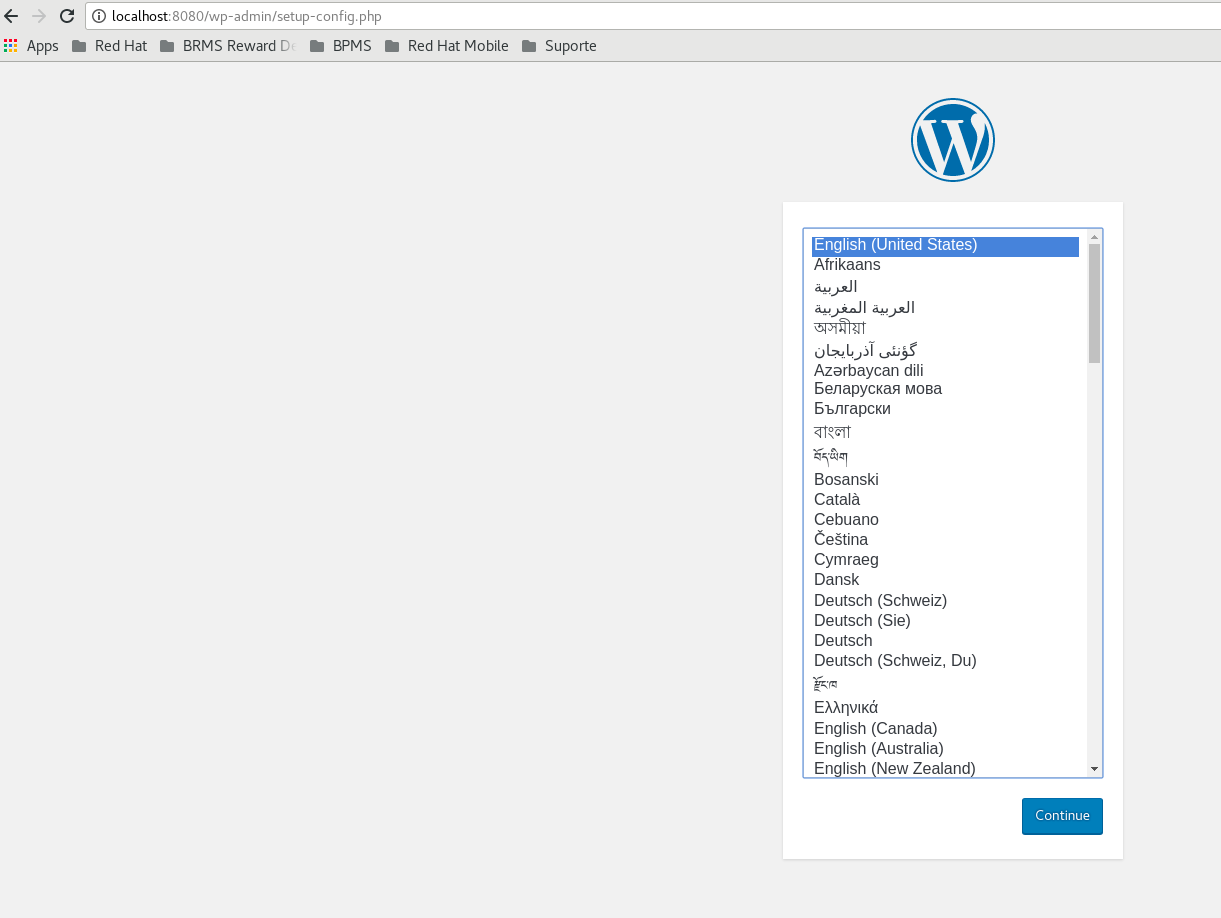 localhost:8080/wp-admin/setup-config.php
Apps Red Hat BRMS Reward De BPMS Red Hat Mobile Suporte
W
English (United States)
Afrikaans
العربية
العربية المغربية
অসমীয়া
گؤنئی آذربایجان
Azərbaycan dili
Беларуская мова
Български
বাংলা
བོད་ཡིག
Bosanski
Català
Cebuano
Čeština
Cymraeg
Dansk
Deutsch (Schweiz)
Deutsch (Sie)
Deutsch
Deutsch (Schweiz, Du)
རྫོང་ཁ
Ελληνικά
English (Canada)
English (Australia)
English (New Zealand)
Continue